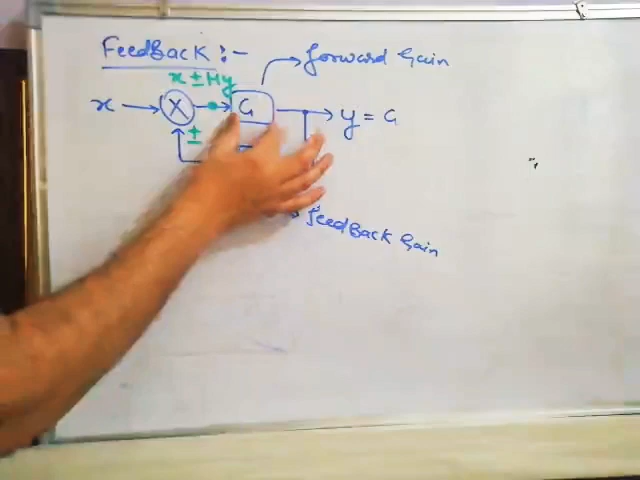 Feedback :-
forward Gain
x ± Hy
x X G y = G
±
feedback Gain